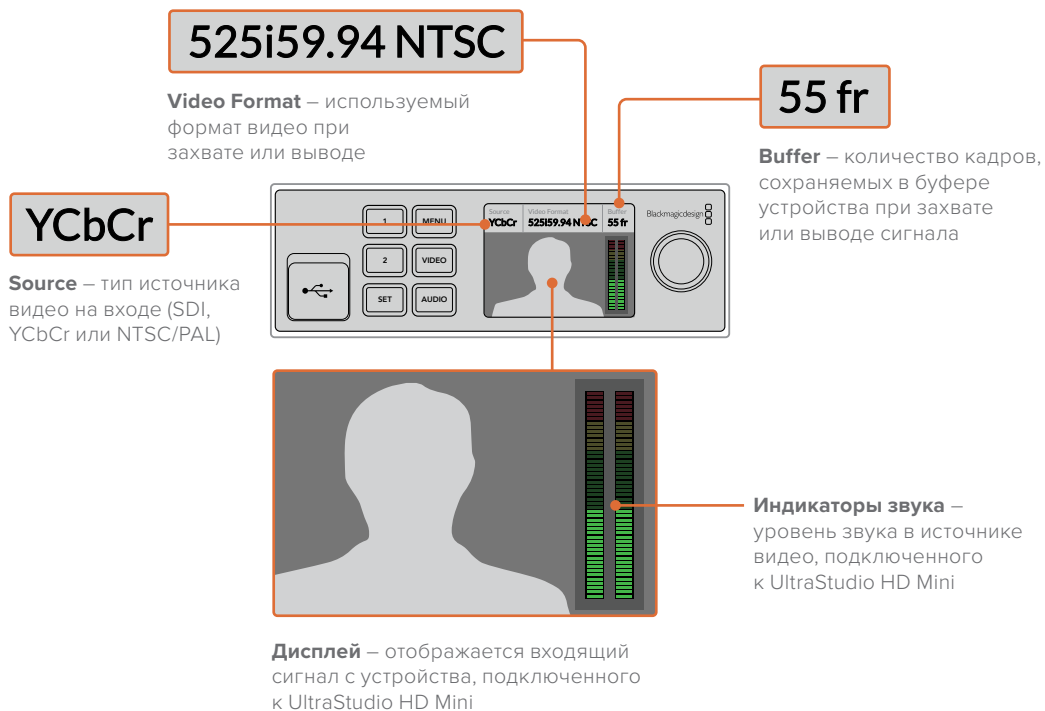 525i59.94 NTSC
Video Format – используемый
формат видео при
захвате или выводе
55 fr
Buffer – количество кадров,
сохраняемых в буфере
устройства при захвате
или выводе сигнала
YCbCr
Source – тип источника
видео на входе (SDI,
YCbCr или NTSC/PAL)
1
MENU
2
VIDEO
SET
AUDIO
Source
Video Format
Buffer
YCbCr
525i59.94 NTSC
55 fr
Blackmagicdesign
Индикаторы звука –
уровень звука в источнике
видео, подключенного
к UltraStudio HD Mini
Дисплей – отображается входящий
сигнал с устройства, подключенного
к UltraStudio HD Mini